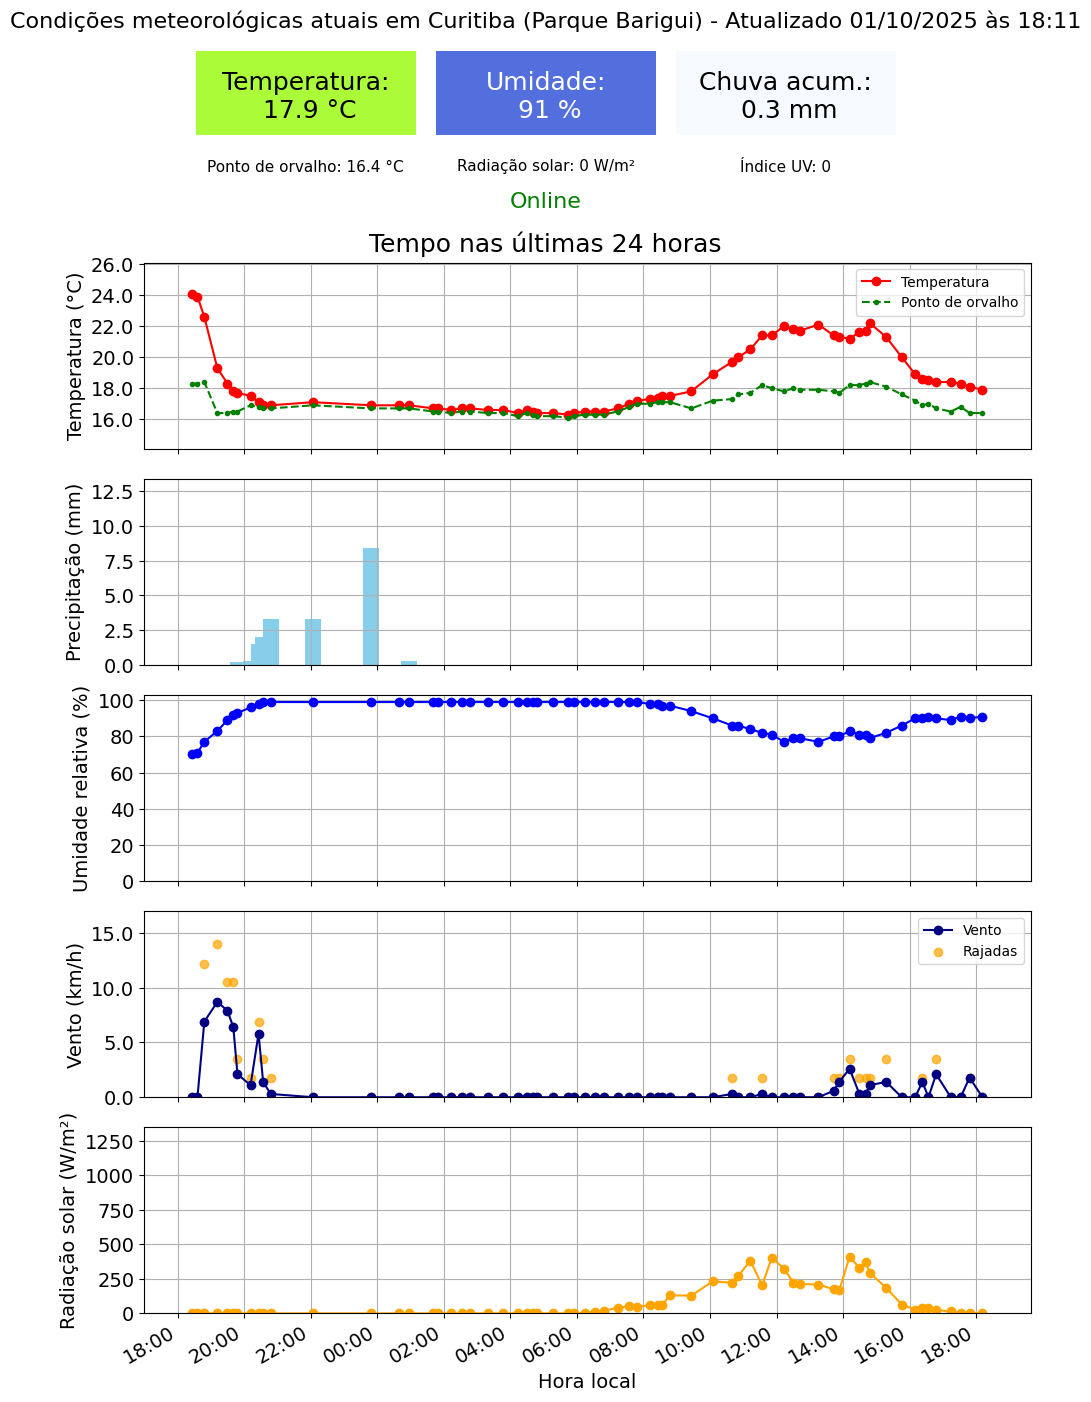 Condições meteorológicas atuais em Curitiba (Parque Barigui) - Atualizado 01/10/2025 às 18:11
Temperatura:
17.9 °C
Umidade:
91 %
Chuva acum.:
0.3 mm
Ponto de orvalho: 16.4 °C
Radiação solar: 0 W/m²
Índice UV: 0
Online
Tempo nas últimas 24 horas
Temperatura (°C)
26.0
24.0
22.0
20.0
18.0
16.0
Temperatura
Ponto de orvalho
Precipitação (mm)
12.5
10.0
7.5
5.0
2.5
0.0
Umidade relativa (%)
100
80
60
40
20
0
Vento (km/h)
15.0
10.0
5.0
0.0
Vento
Rajadas
Radiação solar (W/m²)
1250
1000
750
500
250
0
18:00
20:00
22:00
00:00
02:00
04:00
06:00
08:00
10:00
12:00
14:00
16:00
18:00
Hora local